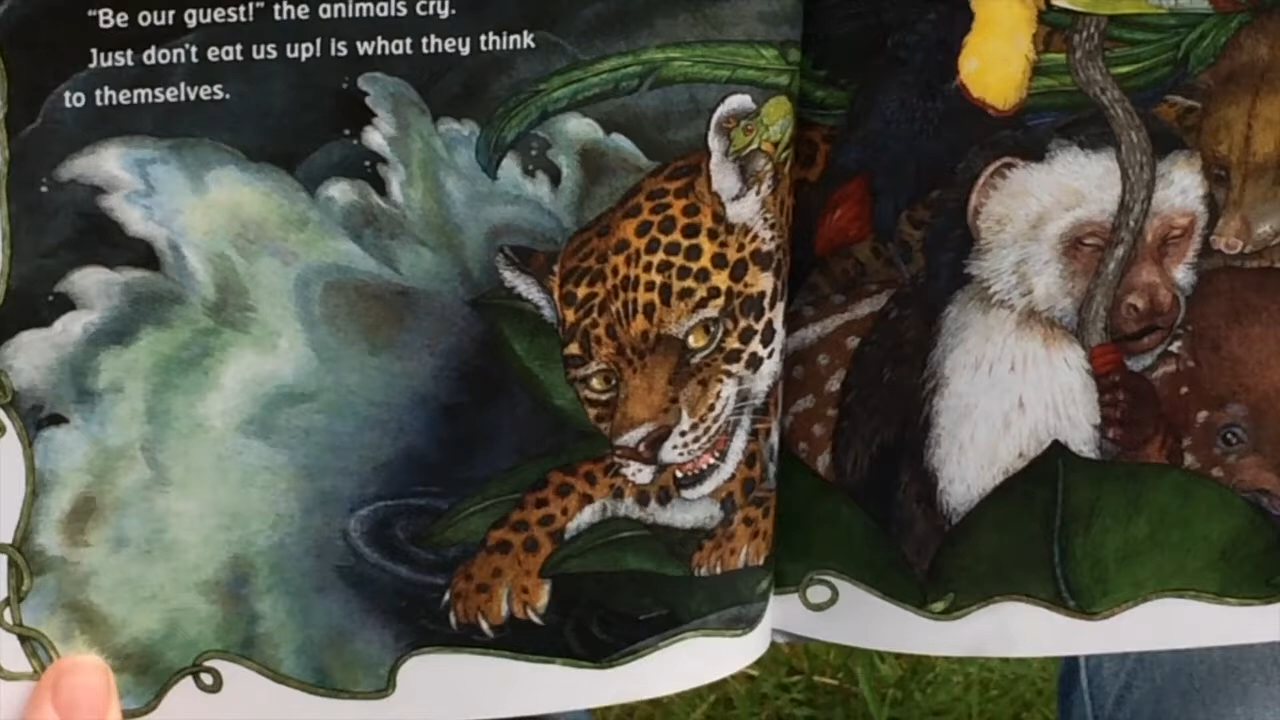 "Be our guest!" the animals cry.
Just don't eat us up! is what they think
to themselves.